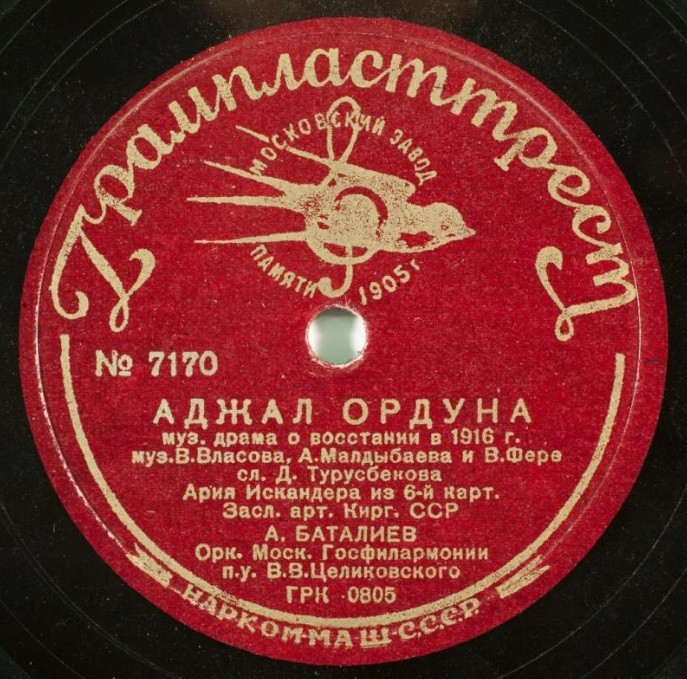 Грампласттрест
МОСКОВСКИЙ ЗАВОД
ПАМЯТИ 1905 г.
№ 7170
АДЖАЛ ОРДУНА
муз. драма о восстании в 1916 г.
муз.В.Власова, А.Малдыбаева и В.Фере
сл. Д. Турусбекова
Ария Искандера из 6-й карт.
Засл. арт. Кирг. ССР
А. БАТАЛИЕВ
Орк. Моск. Госфилармонии
п.у. В.В.Целиковского
ГРК 0805
НАРКОММАШ-С.С.С.Р.